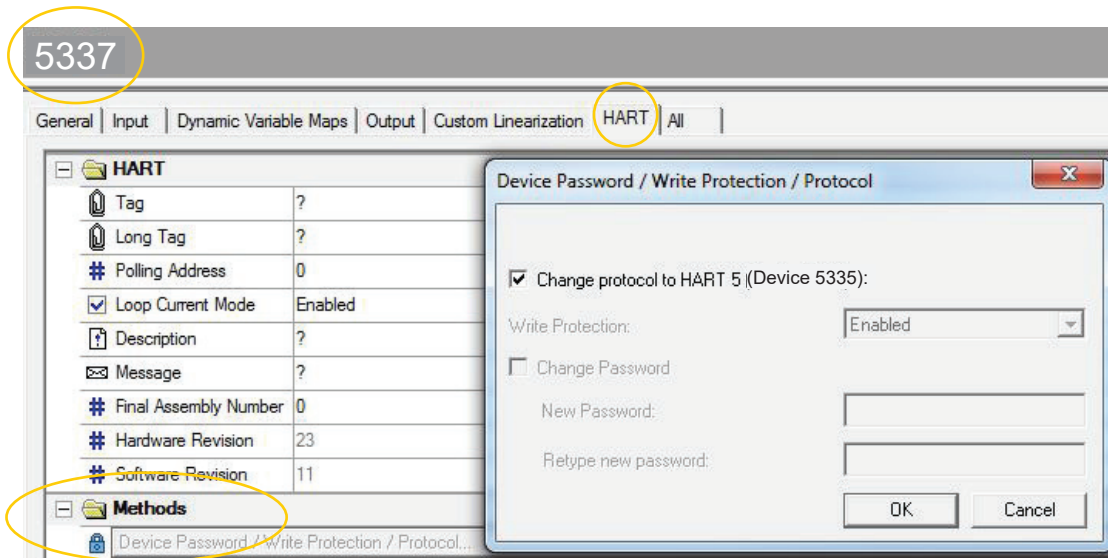 5337
General Input Dynamic Variable Maps Output Custom Linearization HART All
HART
Tag ?
Long Tag ?
Polling Address 0
Loop Current Mode Enabled
Description ?
Message ?
Final Assembly Number 0
Hardware Revision 23
Software Revision 11
Methods
Device Password / Write Protection / Protocol...
Device Password / Write Protection / Protocol
Change protocol to HART 5 (Device 5335):
Write Protection: Enabled
Change Password
New Password:
Retype new password:
OK Cancel